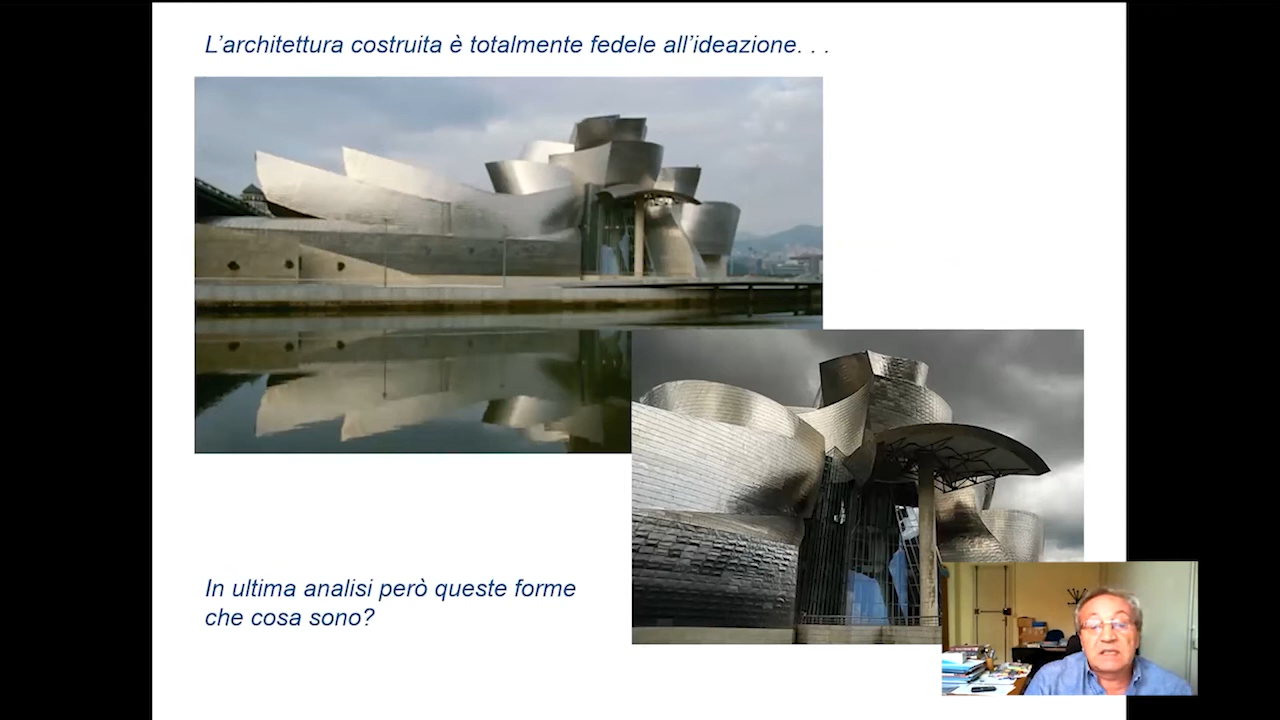 L’architettura costruita è totalmente fedele all’ideazione. . .
In ultima analisi però queste forme
che cosa sono?